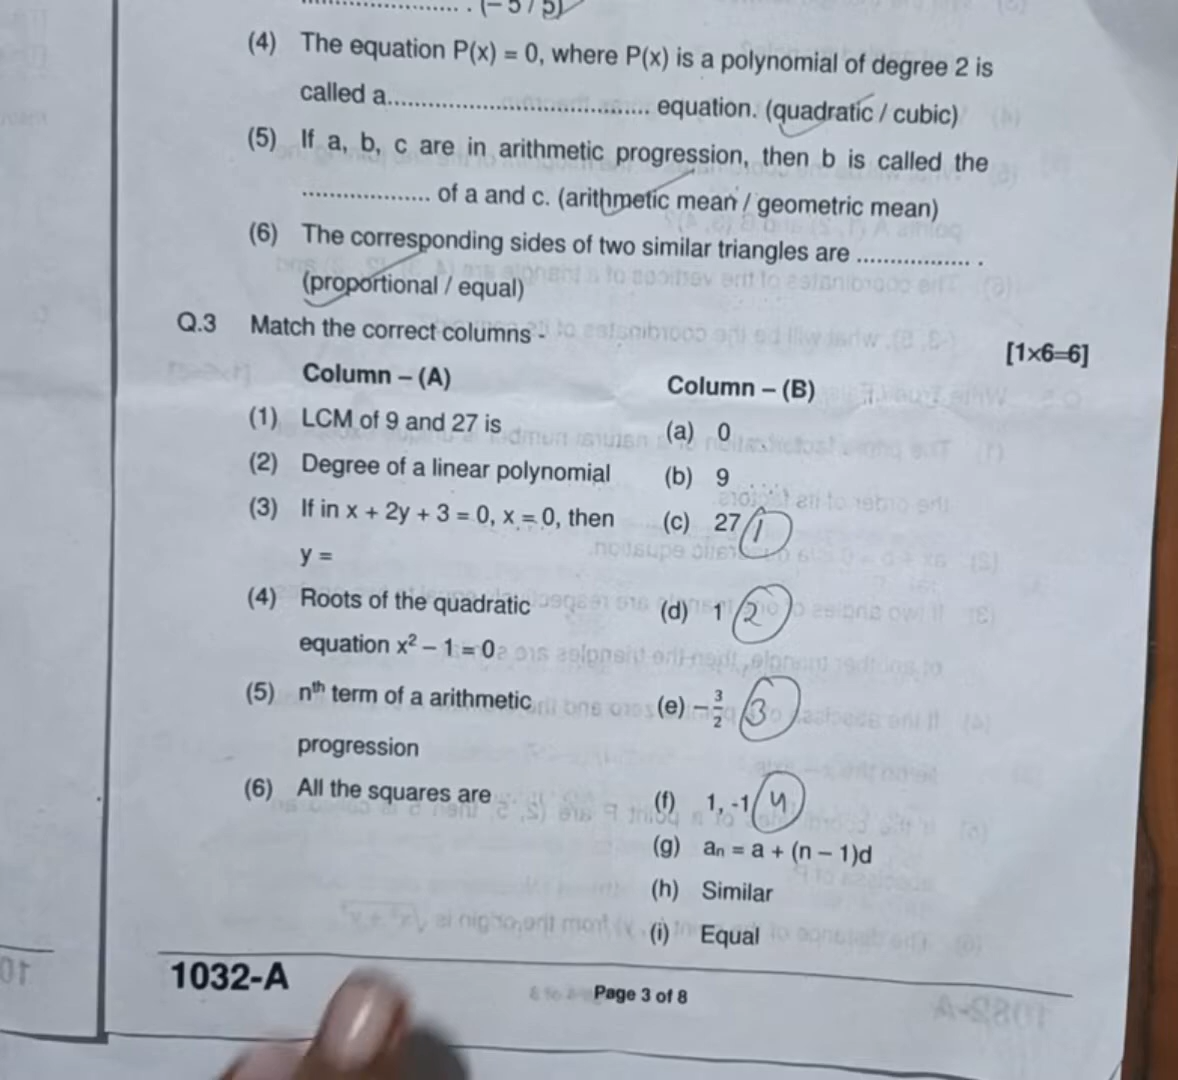 (– 5 / 5)
(4) The equation P(x) = 0, where P(x) is a polynomial of degree 2 is
called a....................................... equation. (quadratic / cubic)
(5) If a, b, c are in arithmetic progression, then b is called the
................... of a and c. (arithmetic mean / geometric mean)
(6) The corresponding sides of two similar triangles are ................. .
(proportional / equal)
Q.3 Match the correct columns - [1×6=6]
Column – (A) Column – (B)
(1) LCM of 9 and 27 is (a) 0
(2) Degree of a linear polynomial (b) 9
(3) If in x + 2y + 3 = 0, x = 0, then (c) 27 1
y =
(4) Roots of the quadratic (d) 1 2
equation x² – 1 = 0
(5) nth term of a arithmetic (e) –3/2 3
progression
(6) All the squares are (f) 1, -1 4
(g) aₙ = a + (n – 1)d
(h) Similar
(i) Equal
1032-A Page 3 of 8